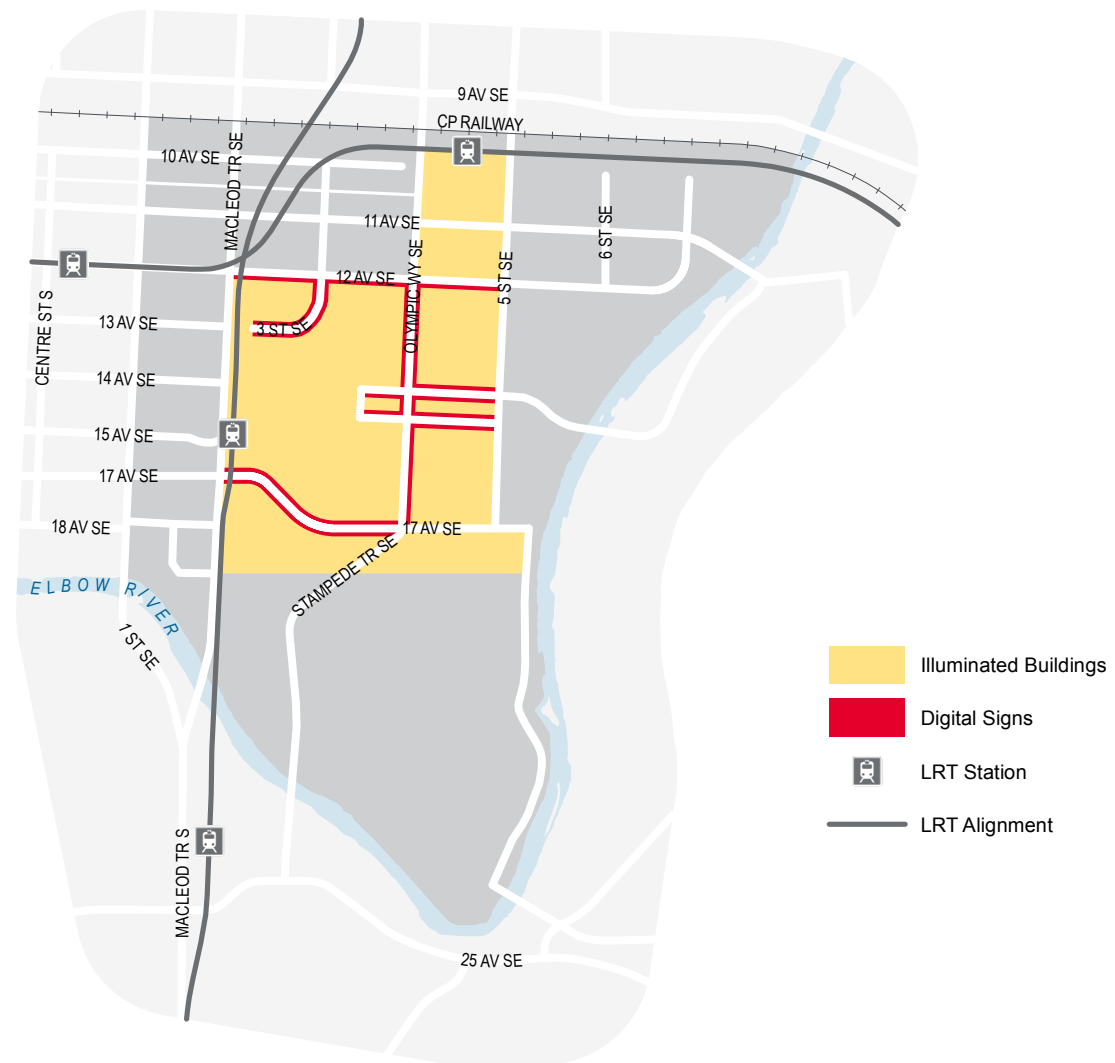 9 AV SE
CP RAILWAY
10 AV SE
MACLEOD TR SE
11 AV SE
6 ST SE
OLYMPIC WY SE
5 ST SE
12 AV SE
CENTRE ST S
13 AV SE
3 ST SE
14 AV SE
15 AV SE
17 AV SE
18 AV SE
17 AV SE
STAMPEDE TR SE
ELBOW RIVER
1 ST SE
MACLEOD TR S
25 AV SE
Illuminated Buildings
Digital Signs
LRT Station
LRT Alignment